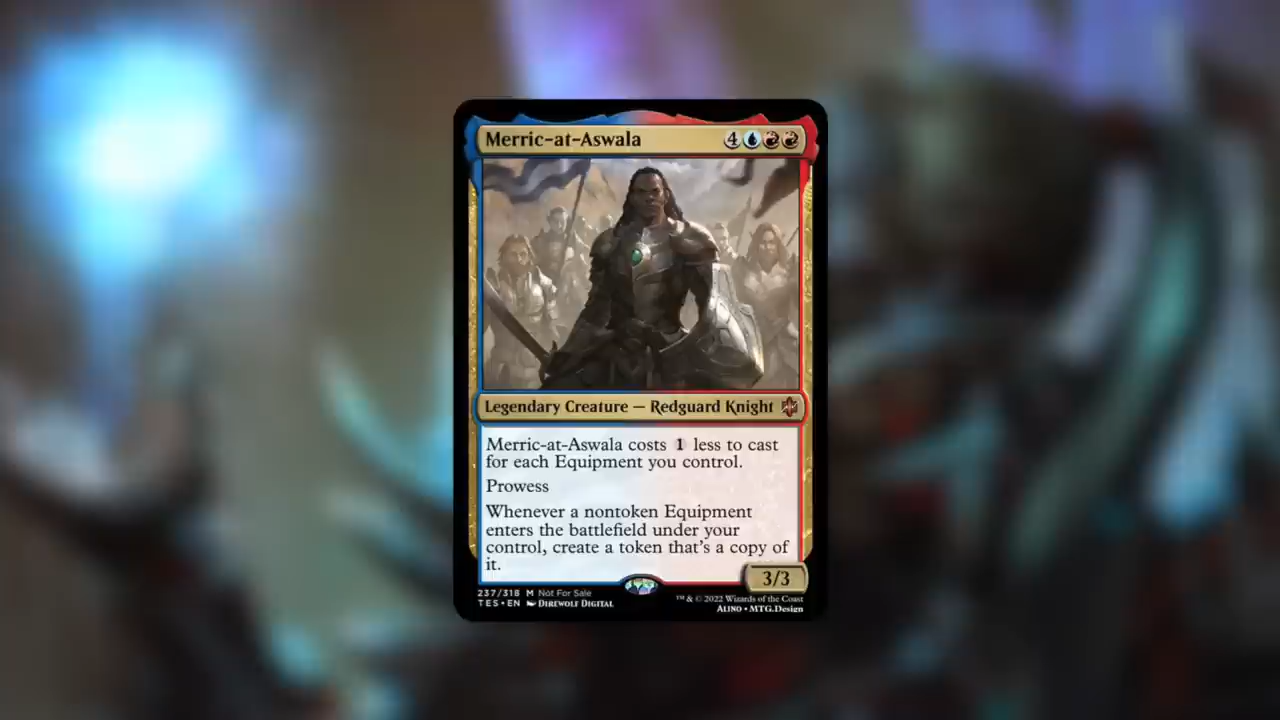 Merric-at-Aswala 4
Legendary Creature — Redguard Knight
Merric-at-Aswala costs 1 less to cast
for each Equipment you control.
Prowess
Whenever a nontoken Equipment
enters the battlefield under your
control, create a token that's a copy of
it.
3/3
237/318 M Not For Sale
TES • EN Direwolf Digital
™ & © 2022 Wizards of the Coast
Alino • MTG.Design